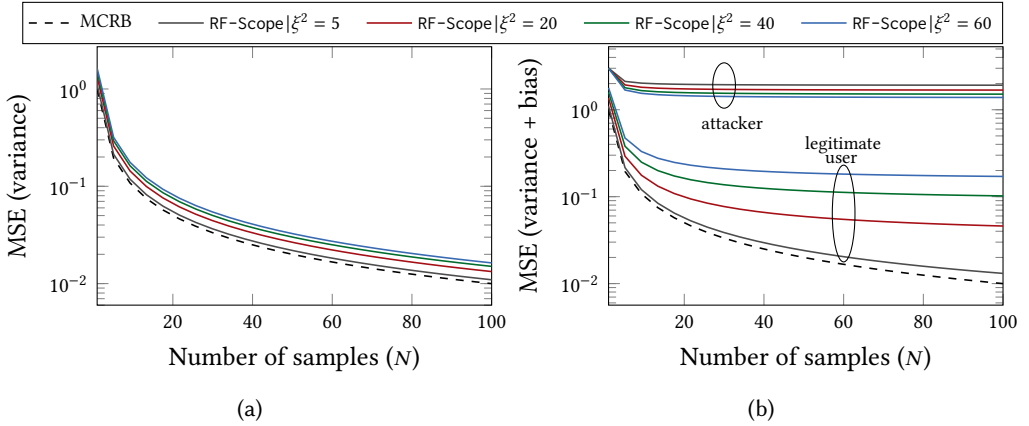 MCRB RF-Scope|ξ² = 5 RF-Scope|ξ² = 20 RF-Scope|ξ² = 40 RF-Scope|ξ² = 60
MSE (variance)
10⁰
10⁻¹
10⁻²
20 40 60 80 100
Number of samples (N)
(a)
MSE (variance + bias)
10⁰
10⁻¹
10⁻²
attacker
legitimate
user
20 40 60 80 100
Number of samples (N)
(b)